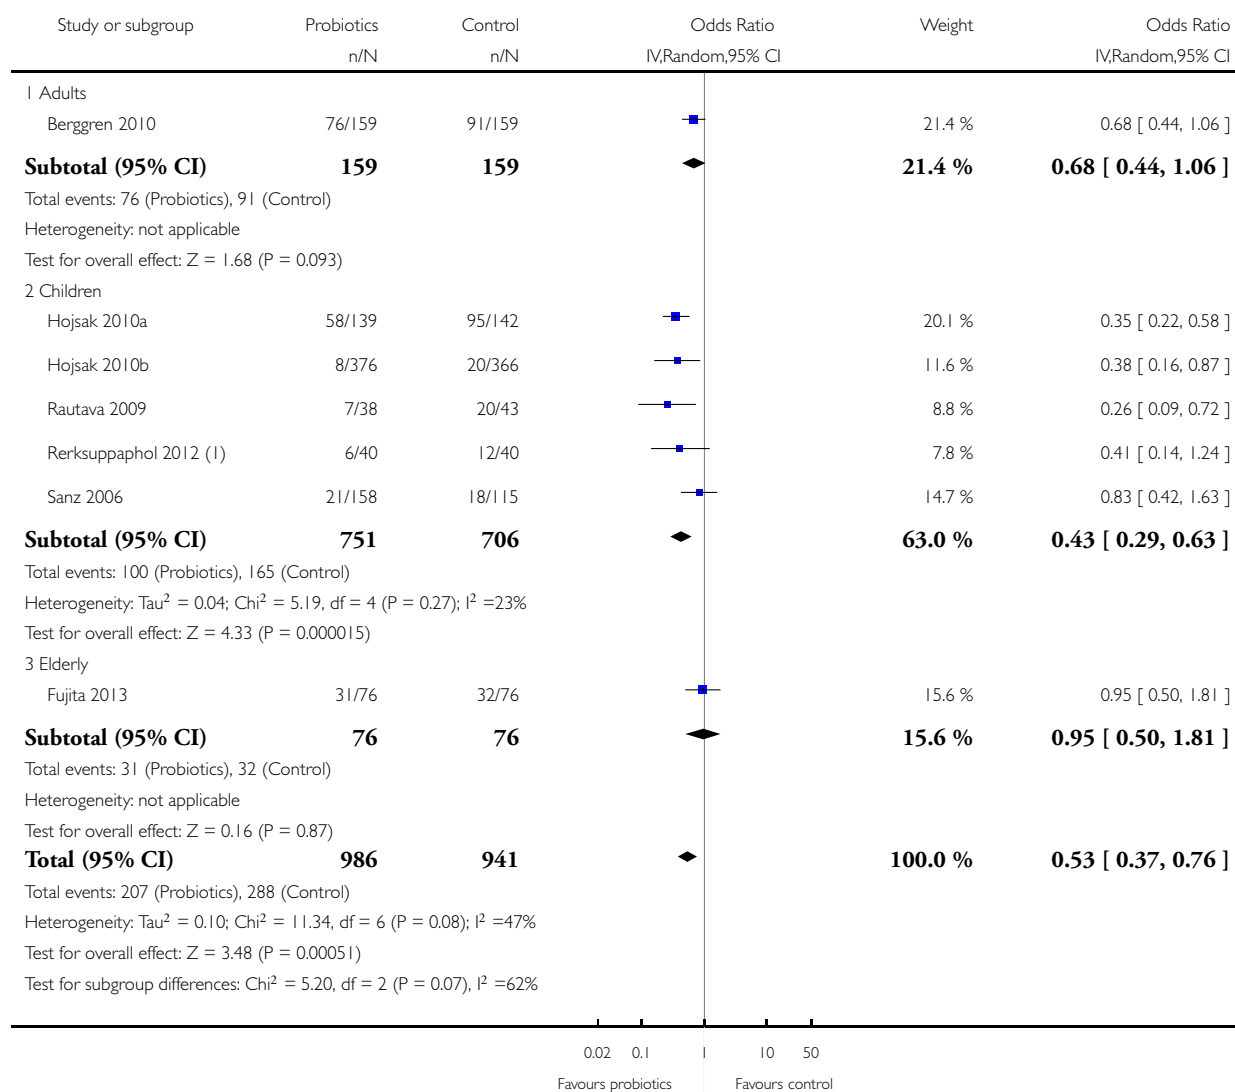 Study or subgroup Probiotics Control Odds Ratio Weight Odds Ratio
n/N n/N IV,Random,95% CI IV,Random,95% CI
1 Adults
Berggren 2010 76/159 91/159 21.4 % 0.68 [ 0.44, 1.06 ]
Subtotal (95% CI) 159 159 21.4 % 0.68 [ 0.44, 1.06 ]
Total events: 76 (Probiotics), 91 (Control)
Heterogeneity: not applicable
Test for overall effect: Z = 1.68 (P = 0.093)
2 Children
Hojsak 2010a 58/139 95/142 20.1 % 0.35 [ 0.22, 0.58 ]
Hojsak 2010b 8/376 20/366 11.6 % 0.38 [ 0.16, 0.87 ]
Rautava 2009 7/38 20/43 8.8 % 0.26 [ 0.09, 0.72 ]
Rerksuppaphol 2012 (1) 6/40 12/40 7.8 % 0.41 [ 0.14, 1.24 ]
Sanz 2006 21/158 18/115 14.7 % 0.83 [ 0.42, 1.63 ]
Subtotal (95% CI) 751 706 63.0 % 0.43 [ 0.29, 0.63 ]
Total events: 100 (Probiotics), 165 (Control)
Heterogeneity: Tau² = 0.04; Chi² = 5.19, df = 4 (P = 0.27); I² =23%
Test for overall effect: Z = 4.33 (P = 0.000015)
3 Elderly
Fujita 2013 31/76 32/76 15.6 % 0.95 [ 0.50, 1.81 ]
Subtotal (95% CI) 76 76 15.6 % 0.95 [ 0.50, 1.81 ]
Total events: 31 (Probiotics), 32 (Control)
Heterogeneity: not applicable
Test for overall effect: Z = 0.16 (P = 0.87)
Total (95% CI) 986 941 100.0 % 0.53 [ 0.37, 0.76 ]
Total events: 207 (Probiotics), 288 (Control)
Heterogeneity: Tau² = 0.10; Chi² = 11.34, df = 6 (P = 0.08); I² =47%
Test for overall effect: Z = 3.48 (P = 0.00051)
Test for subgroup differences: Chi² = 5.20, df = 2 (P = 0.07), I² =62%
0.02 0.1 1 10 50
Favours probiotics Favours control